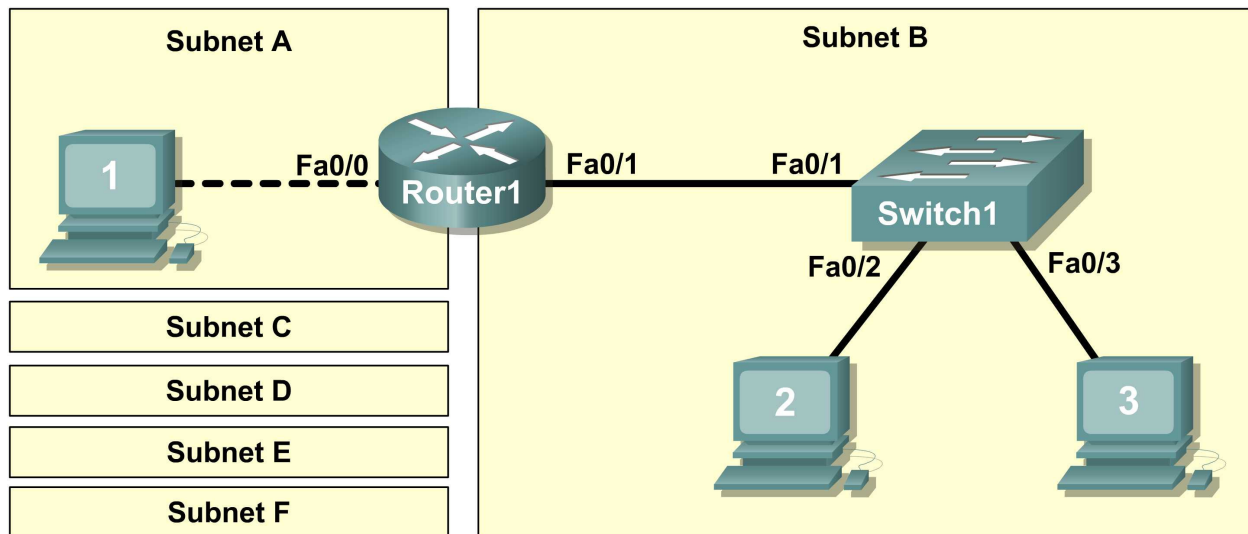 Subnet A
Subnet B
1
Fa0/0
Router1
Fa0/1
Fa0/1
Switch1
Fa0/2
Fa0/3
Subnet C
Subnet D
Subnet E
Subnet F
2
3